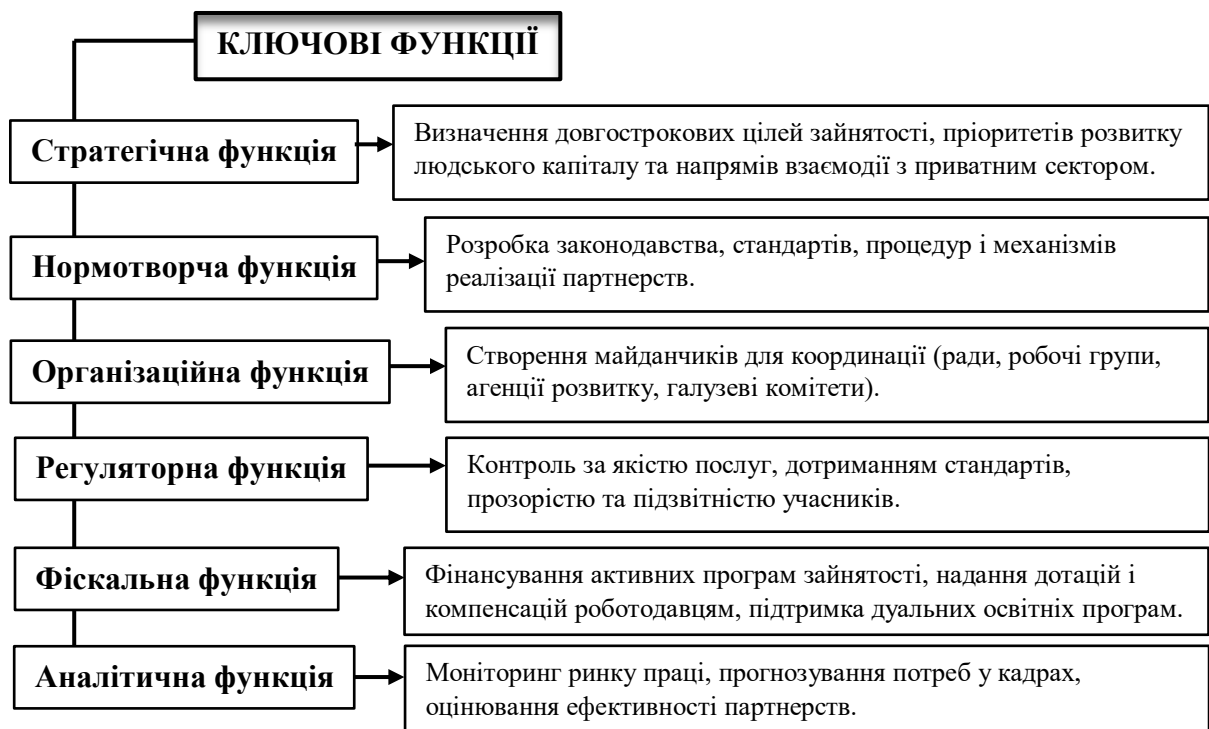 КЛЮЧОВІ ФУНКЦІЇ
Стратегічна функція
Визначення довгострокових цілей зайнятості, пріоритетів розвитку
людського капіталу та напрямів взаємодії з приватним сектором.
Нормотворча функція
Розробка законодавства, стандартів, процедур і механізмів
реалізації партнерств.
Організаційна функція
Створення майданчиків для координації (ради, робочі групи,
агенції розвитку, галузеві комітети).
Регуляторна функція
Контроль за якістю послуг, дотриманням стандартів,
прозорістю та підзвітністю учасників.
Фіскальна функція
Фінансування активних програм зайнятості, надання дотацій і
компенсацій роботодавцям, підтримка дуальних освітніх програм.
Аналітична функція
Моніторинг ринку праці, прогнозування потреб у кадрах,
оцінювання ефективності партнерств.